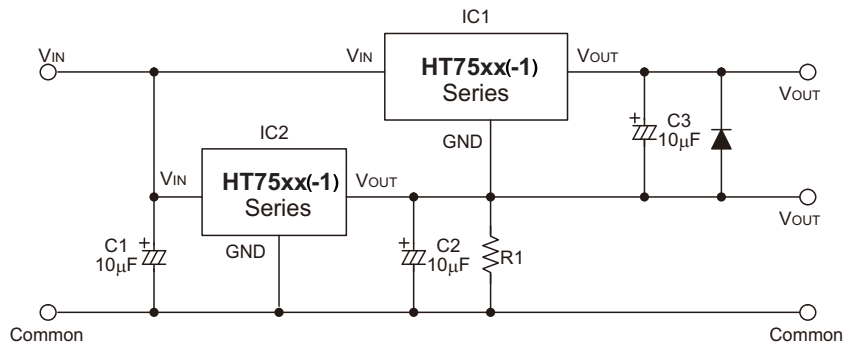 IC1
VIN
VIN
HT75xx(-1)
Series
VOUT
VOUT
GND
C3
10μF
IC2
VIN
HT75xx(-1)
Series
VOUT
VOUT
GND
C1
10μF
C2
10μF
R1
Common
Common
+
+
+